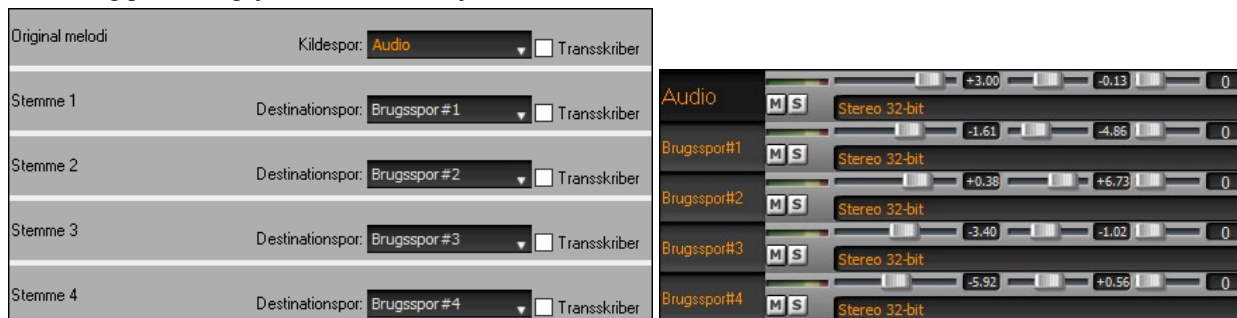 Original melodi
Kildespor: Audio
Transskriber
Stemme 1
Destinationspor: Brugsspor#1
Transskriber
Stemme 2
Destinationspor: Brugsspor#2
Transskriber
Stemme 3
Destinationspor: Brugsspor#3
Transskriber
Stemme 4
Destinationspor: Brugsspor#4
Transskriber
Audio
M S
+3.00
-0.13
0
Stereo 32-bit
Brugsspor#1
M S
-1.61
-4.86
0
Stereo 32-bit
Brugsspor#2
M S
+0.38
+6.73
0
Stereo 32-bit
Brugsspor#3
M S
-3.40
-1.02
0
Stereo 32-bit
Brugsspor#4
M S
-5.92
+0.56
0
Stereo 32-bit